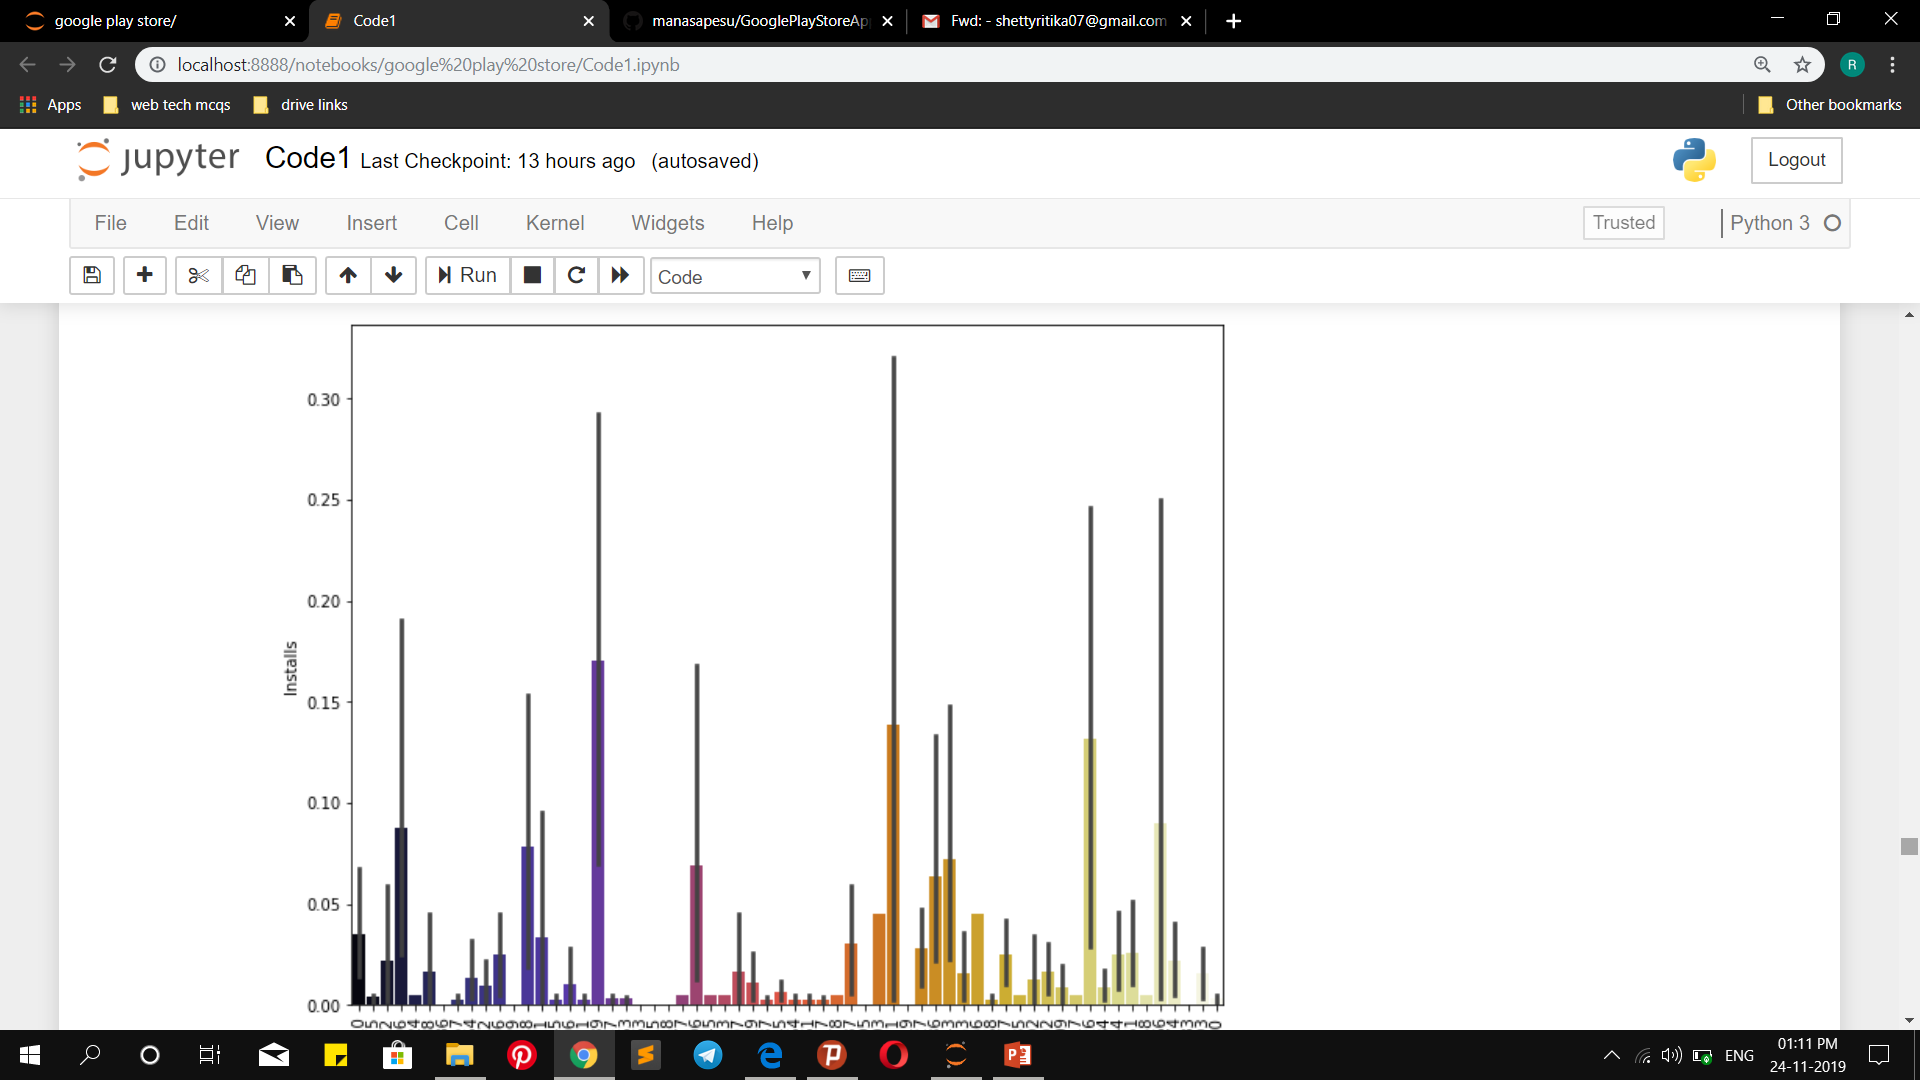 google play store/
Code1
manasapesu/GooglePlayStoreAp
Fwd: - shettyritika07@gmail.com
localhost:8888/notebooks/google%20play%20store/Code1.ipynb
R
Apps
web tech mcqs
drive links
Other bookmarks
jupyter
Code1 Last Checkpoint: 13 hours ago (autosaved)
Logout
File Edit View Insert Cell Kernel Widgets Help
Trusted
Python 3
Run
Code
0.30
0.25
0.20
Installs
0.15
0.10
0.05
0.00
ENG
01:11 PM
24-11-2019